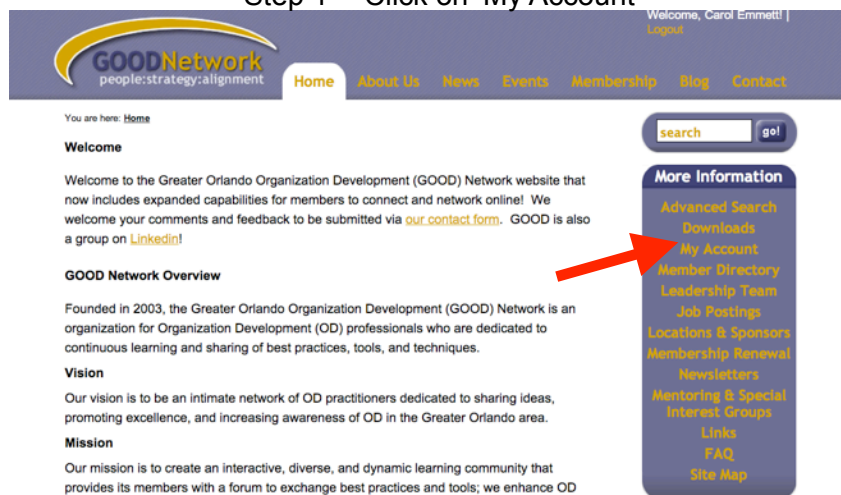 Welcome, Carol Emmett! |
Logout
GOODNetwork
people:strategy:alignment
Home About Us News Events Membership Blog Contact
You are here: Home
Welcome
Welcome to the Greater Orlando Organization Development (GOOD) Network website that
now includes expanded capabilities for members to connect and network online! We
welcome your comments and feedback to be submitted via our contact form. GOOD is also
a group on Linkedin!
GOOD Network Overview
Founded in 2003, the Greater Orlando Organization Development (GOOD) Network is an
organization for Organization Development (OD) professionals who are dedicated to
continuous learning and sharing of best practices, tools, and techniques.
Vision
Our vision is to be an intimate network of OD practitioners dedicated to sharing ideas,
promoting excellence, and increasing awareness of OD in the Greater Orlando area.
Mission
Our mission is to create an interactive, diverse, and dynamic learning community that
provides its members with a forum to exchange best practices and tools; we enhance OD
search go!
More Information
Advanced Search
Downloads
My Account
Member Directory
Leadership Team
Job Postings
Locations & Sponsors
Membership Renewal
Newsletters
Mentoring & Special
Interest Groups
Links
FAQ
Site Map